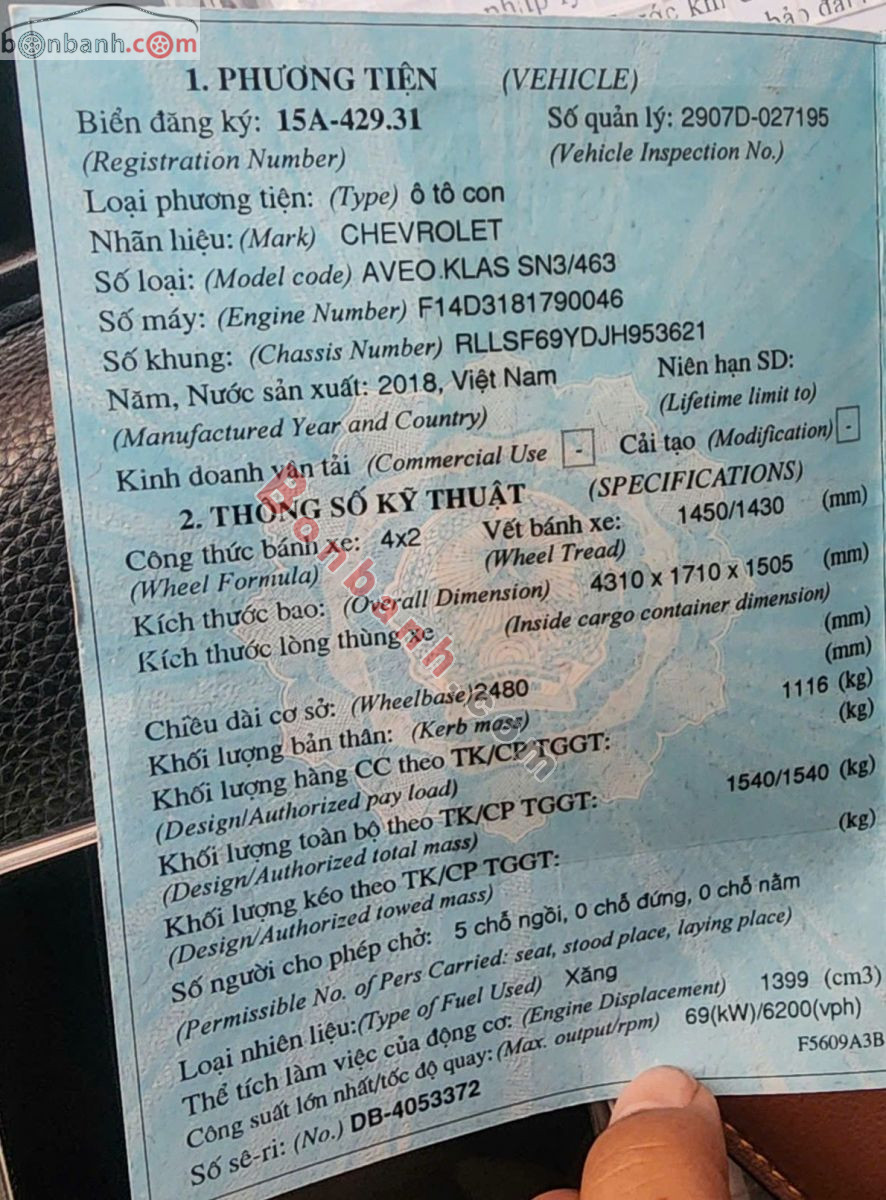 bonbanh.com
1. PHƯƠNG TIỆN (VEHICLE)
Biển đăng ký: 15A-429.31 Số quản lý: 2907D-027195
(Registration Number) (Vehicle Inspection No.)
Loại phương tiện: (Type) ô tô con
Nhãn hiệu: (Mark) CHEVROLET
Số loại: (Model code) AVEO KLAS SN3/463
Số máy: (Engine Number) F14D3181790046
Số khung: (Chassis Number) RLLSF69YDJH953621
Năm, Nước sản xuất: 2018, Việt Nam Niên hạn SD:
(Manufactured Year and Country) (Lifetime limit to)
Kinh doanh vận tải (Commercial Use - Cải tạo (Modification) -
2. THÔNG SỐ KỸ THUẬT (SPECIFICATIONS)
Công thức bánh xe: 4x2 Vết bánh xe: 1450/1430 (mm)
(Wheel Formula) (Wheel Tread)
Kích thước bao: (Overall Dimension) 4310 x 1710 x 1505 (mm)
Kích thước lòng thùng xe (Inside cargo container dimension)
(mm)
Chiều dài cơ sở: (Wheelbase)2480 (mm)
Khối lượng bản thân: (Kerb mass) 1116 (kg)
Khối lượng hàng CC theo TK/CP TGGT: (kg)
(Design/Authorized pay load)
Khối lượng toàn bộ theo TK/CP TGGT: 1540/1540 (kg)
(Design/Authorized total mass)
Khối lượng kéo theo TK/CP TGGT: (kg)
(Design/Authorized towed mass)
Số người cho phép chở: 5 chỗ ngồi, 0 chỗ đứng, 0 chỗ nằm
(Permissible No. of Pers Carried: seat, stood place, laying place)
Loại nhiên liệu:(Type of Fuel Used) Xăng
Thể tích làm việc của động cơ: (Engine Displacement) 1399 (cm3)
Công suất lớn nhất/tốc độ quay: (Max. output/rpm) 69(kW)/6200(vph)
Số sê-ri: (No.) DB-4053372 F5609A3B
Bonbanh.com